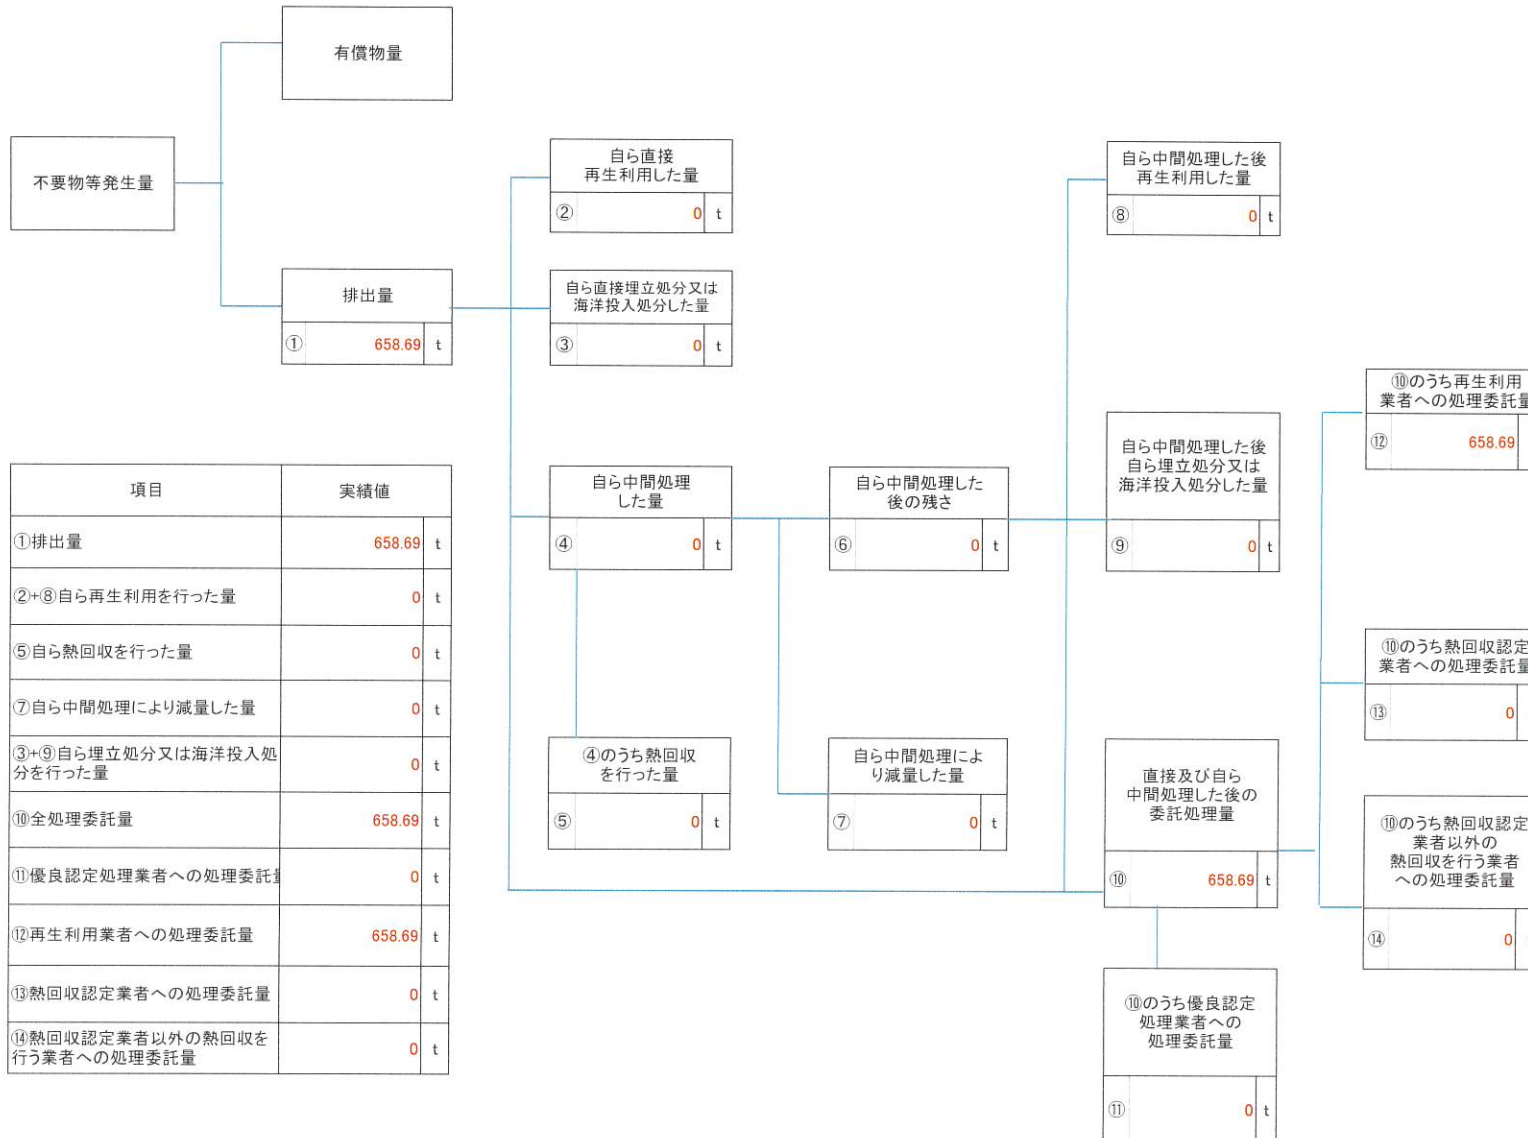 有償物量
不要物等発生量
排出量
① 658.69 t
自ら直接
再生利用した量
② 0 t
自ら直接埋立処分又は
海洋投入処分した量
③ 0 t
自ら中間処理
した量
④ 0 t
④のうち熱回収
を行った量
⑤ 0 t
自ら中間処理した
後の残さ
⑥ 0 t
自ら中間処理によ
り減量した量
⑦ 0 t
自ら中間処理した後
再生利用した量
⑧ 0 t
自ら中間処理した後
自ら埋立処分又は
海洋投入処分した量
⑨ 0 t
直接及び自ら
中間処理した後の
委託処理量
⑩ 658.69 t
⑩のうち優良認定
処理業者への
処理委託量
⑪ 0 t
⑩のうち再生利用
業者への処理委託量
⑫ 658.69
⑩のうち熱回収認定
業者への処理委託量
⑬ 0
⑩のうち熱回収認定
業者以外の
熱回収を行う業者
への処理委託量
⑭ 0
項目 実績値
①排出量 658.69 t
②+⑧自ら再生利用を行った量 0 t
⑤自ら熱回収を行った量 0 t
⑦自ら中間処理により減量した量 0 t
③+⑨自ら埋立処分又は海洋投入処
分を行った量 0 t
⑩全処理委託量 658.69 t
⑪優良認定処理業者への処理委託 0 t
⑫再生利用業者への処理委託量 658.69 t
⑬熱回収認定業者への処理委託量 0 t
⑭熱回収認定業者以外の熱回収を
行う業者への処理委託量 0 t